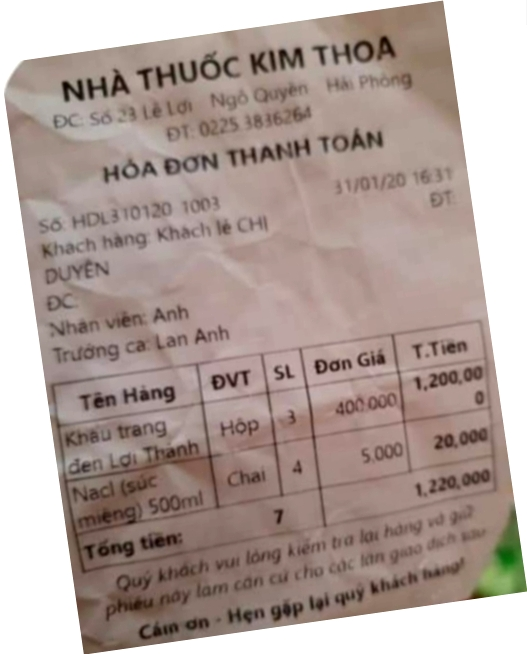 NHÀ THUỐC KIM THOA
ĐC: Số 23 Lê Lợi Ngô Quyền Hải Phòng
ĐT: 0225 3836264
HÓA ĐƠN THANH TOÁN
31/01/20 16:31
Số: HDL310120 1003
ĐT:
Khách hàng: Khách lẻ CHỊ
DUYÊN
ĐC:
Nhân viên: Anh
Trưởng ca: Lan Anh
Tên Hàng ĐVT SL Đơn Giá T.Tiền
Khẩu trang đen Lợi Thành Hộp 3 400.000 1,200,000
Nacl (súc miệng) 500ml Chai 4 5,000 20,000
Tổng tiền: 7 1,220,000
Quý khách vui lòng kiểm tra lại hàng và giữ
phiếu này làm căn cứ cho các lần giao dịch sau
Cảm ơn - Hẹn gặp lại quý khách hàng!